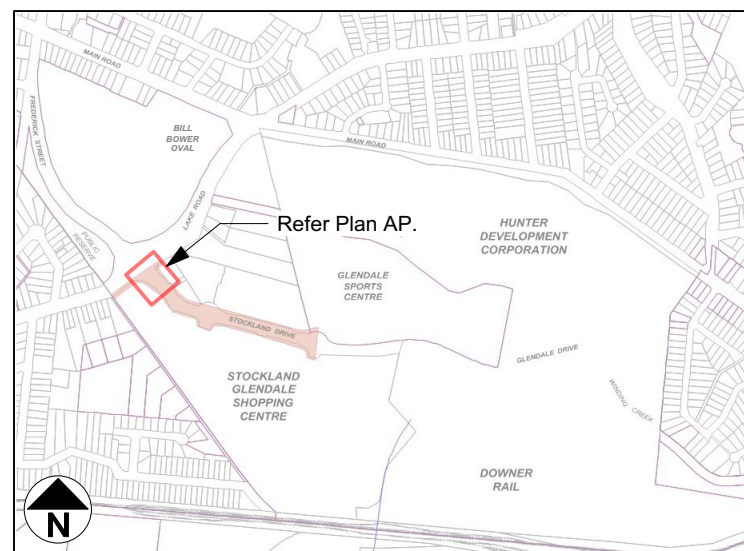 MAIN ROAD
FREDERICK STREET
BILL
BOWER
OVAL
MAIN ROAD
LAKE ROAD
PUBLIC
RESERVE
Refer Plan AP.
HUNTER
DEVELOPMENT
CORPORATION
GLENDALE
SPORTS
CENTRE
STOCKLAND DRIVE
GLENDALE DRIVE
STOCKLAND
GLENDALE
SHOPPING
CENTRE
WINDING CREEK
DOWNER
RAIL
N